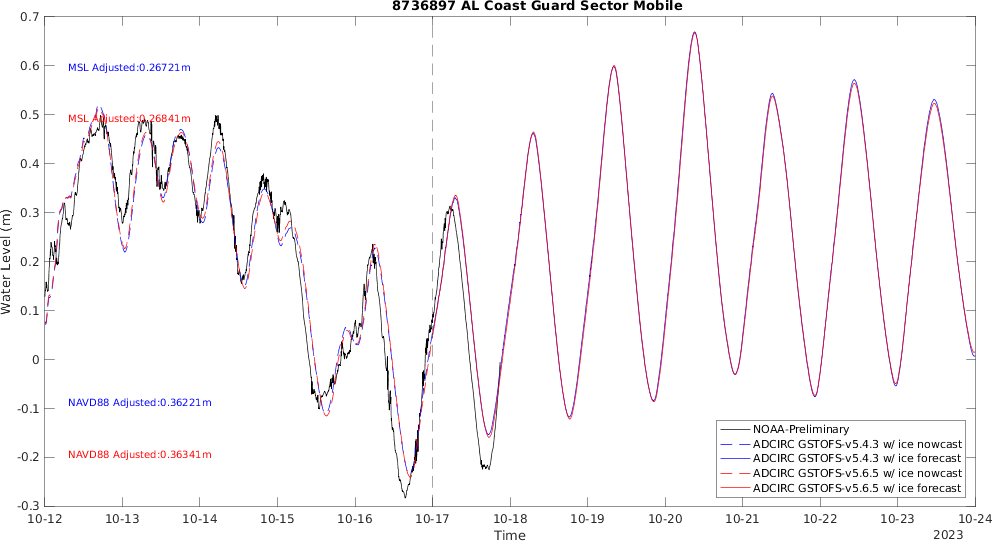 8736897 AL Coast Guard Sector Mobile
0.7
0.6
0.5
0.4
0.3
0.2
0.1
0
-0.1
-0.2
-0.3
Water Level (m)
MSL Adjusted:0.26721m
MSL Adjusted:0.26841m
NAVD88 Adjusted:0.36221m
NAVD88 Adjusted:0.36341m
NOAA-Preliminary
ADCIRC GSTOFS-v5.4.3 w/ ice nowcast
ADCIRC GSTOFS-v5.4.3 w/ ice forecast
ADCIRC GSTOFS-v5.6.5 w/ ice nowcast
ADCIRC GSTOFS-v5.6.5 w/ ice forecast
10-12 10-13 10-14 10-15 10-16 10-17 10-18 10-19 10-20 10-21 10-22 10-23 10-24
Time
2023